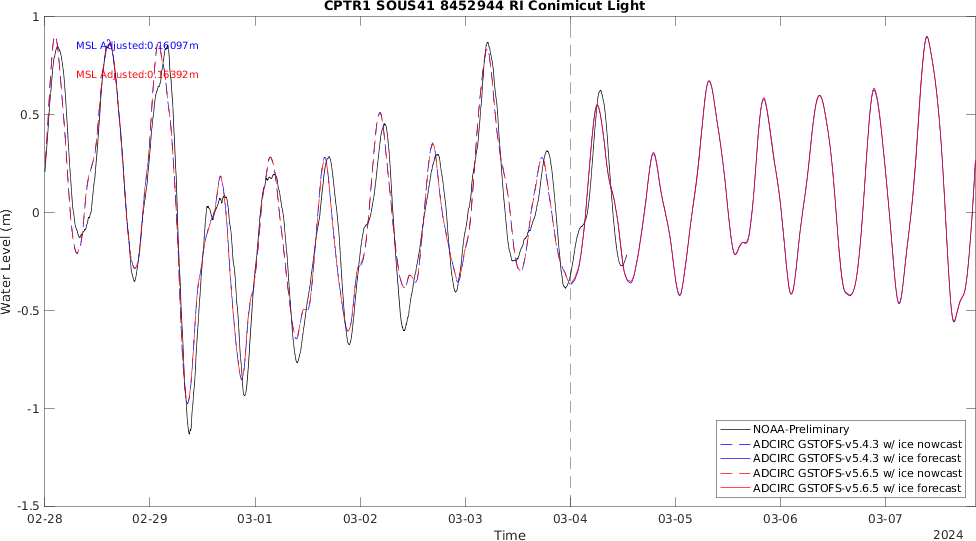 CPTR1 SOUS41 8452944 RI Conimicut Light
MSL Adjusted:0.16097m
MSL Adjusted:0.16392m
1
0.5
0
-0.5
-1
-1.5
Water Level (m)
02-28 02-29 03-01 03-02 03-03 03-04 03-05 03-06 03-07
Time
2024
NOAA-Preliminary
ADCIRC GSTOFS-v5.4.3 w/ ice nowcast
ADCIRC GSTOFS-v5.4.3 w/ ice forecast
ADCIRC GSTOFS-v5.6.5 w/ ice nowcast
ADCIRC GSTOFS-v5.6.5 w/ ice forecast